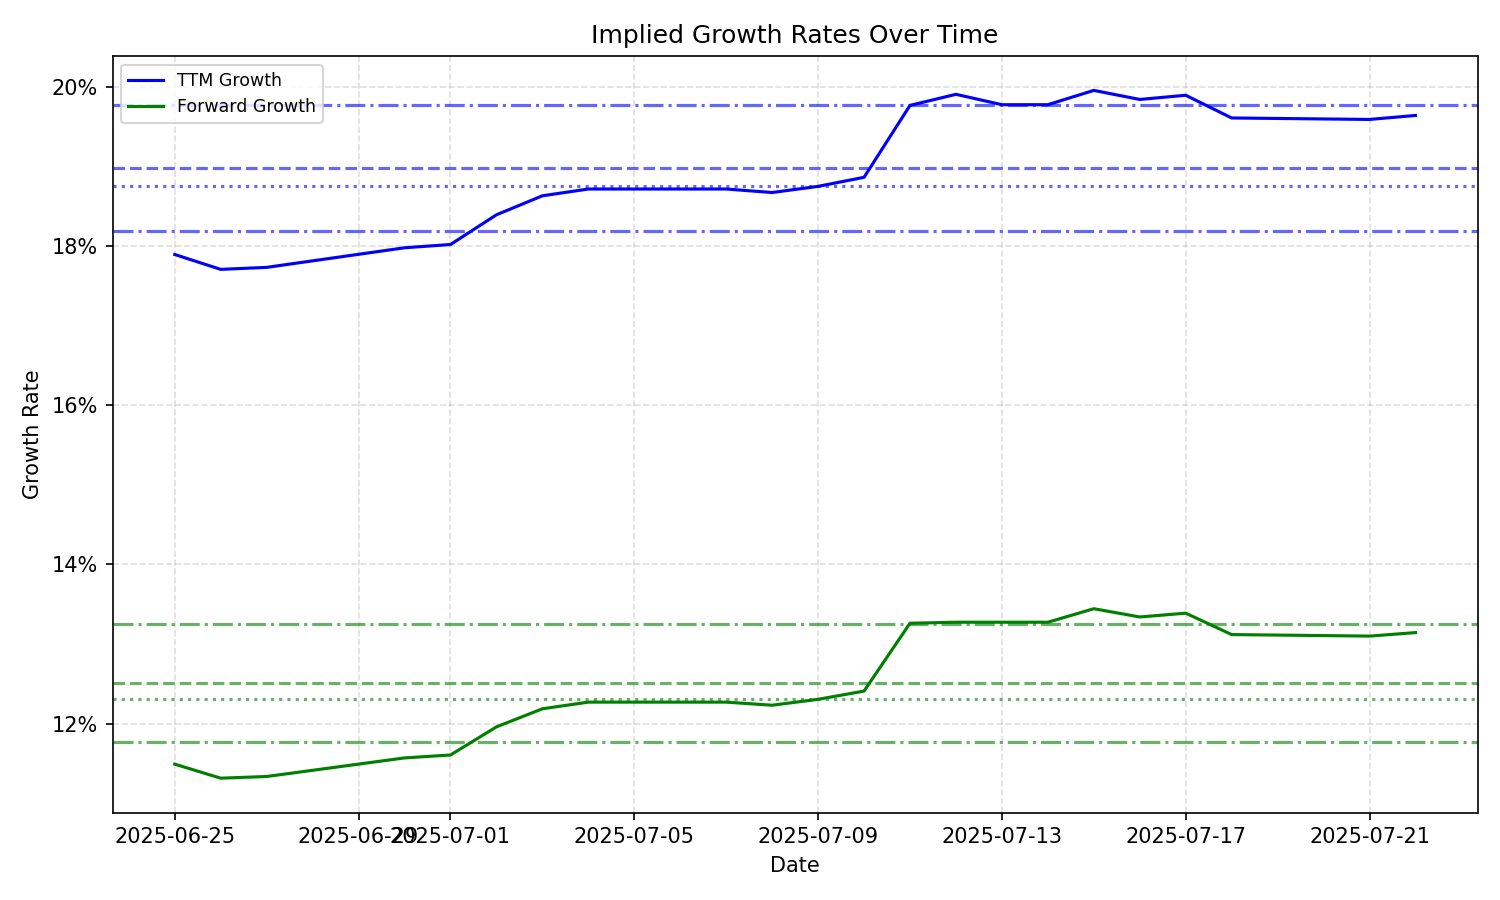 Implied Growth Rates Over Time
TTM Growth
Forward Growth
20%
18%
16%
14%
12%
Growth Rate
2025-06-25
2025-06-29
2025-07-01
2025-07-05
2025-07-09
2025-07-13
2025-07-17
2025-07-21
Date